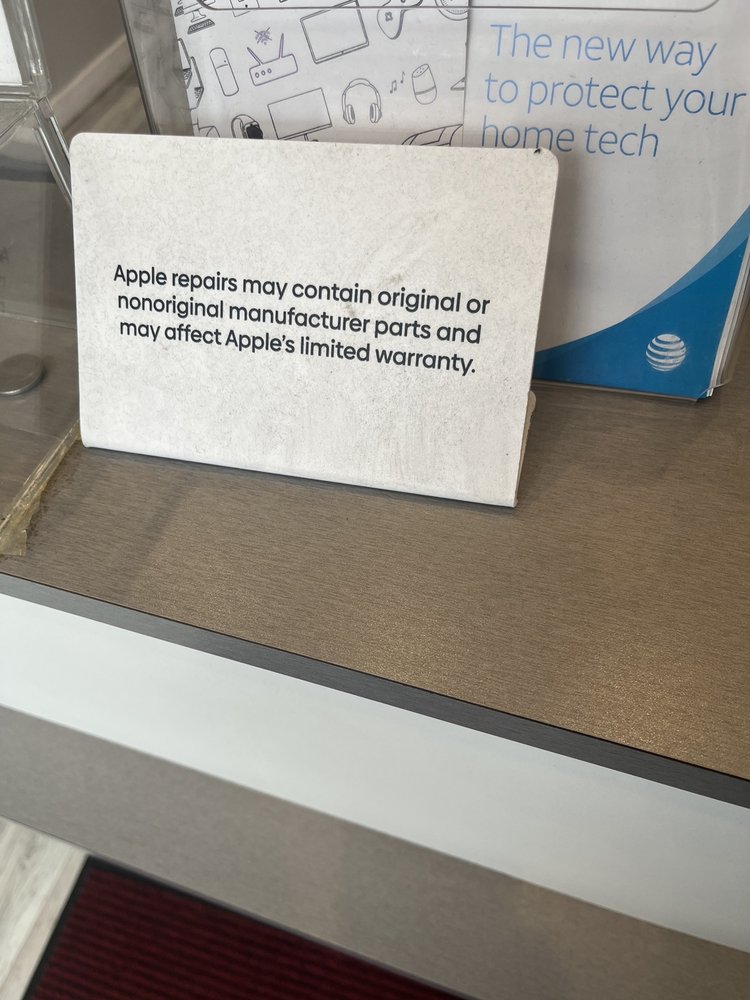 The new way
to protect your
home tech
Apple repairs may contain original or
nonoriginal manufacturer parts and
may affect Apple's limited warranty.